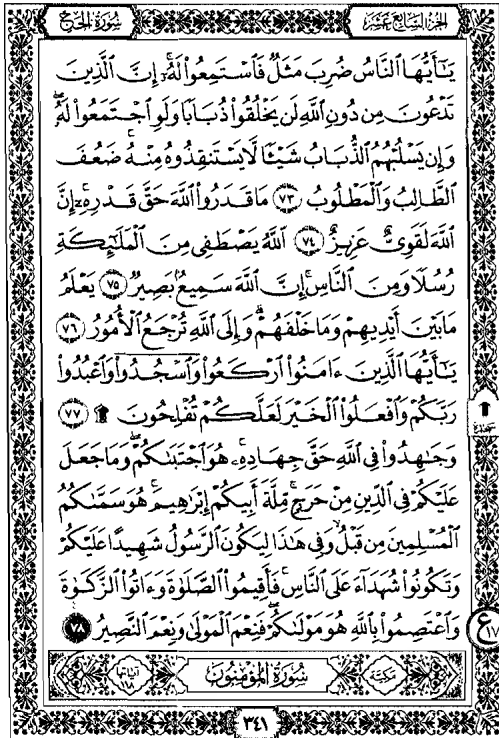 الجزء السابع عشر
سورة الحج
يَـٰٓأَيُّهَا ٱلنَّاسُ ضُرِبَ مَثَلٌ فَٱسْتَمِعُوا۟ لَهُۥٓ ۚ إِنَّ ٱلَّذِينَ
تَدْعُونَ مِن دُونِ ٱللَّهِ لَن يَخْلُقُوا۟ ذُبَابًا وَلَوِ ٱجْتَمَعُوا۟ لَهُۥ ۖ
وَإِن يَسْلُبْهُمُ ٱلذُّبَابُ شَيْـًٔا لَّا يَسْتَنقِذُوهُ مِنْهُ ۚ ضَعُفَ
ٱلطَّالِبُ وَٱلْمَطْلُوبُ ٧٣ مَا قَدَرُوا۟ ٱللَّهَ حَقَّ قَدْرِهِۦٓ ۗ إِنَّ
ٱللَّهَ لَقَوِىٌّ عَزِيزٌ ٧٤ ٱللَّهُ يَصْطَفِى مِنَ ٱلْمَلَـٰٓئِكَةِ
رُسُلًا وَمِنَ ٱلنَّاسِ ۚ إِنَّ ٱللَّهَ سَمِيعٌۢ بَصِيرٌ ٧٥ يَعْلَمُ
مَا بَيْنَ أَيْدِيهِمْ وَمَا خَلْفَهُمْ ۗ وَإِلَى ٱللَّهِ تُرْجَعُ ٱلْأُمُورُ ٧٦
يَـٰٓأَيُّهَا ٱلَّذِينَ ءَامَنُوا۟ ٱرْكَعُوا۟ وَٱسْجُدُوا۟ وَٱعْبُدُوا۟
رَبَّكُمْ وَٱفْعَلُوا۟ ٱلْخَيْرَ لَعَلَّكُمْ تُفْلِحُونَ ۩ ٧٧
سجدة
وَجَـٰهِدُوا۟ فِى ٱللَّهِ حَقَّ جِهَادِهِۦ ۚ هُوَ ٱجْتَبَىٰكُمْ وَمَا جَعَلَ
عَلَيْكُمْ فِى ٱلدِّينِ مِنْ حَرَجٍ ۚ مِّلَّةَ أَبِيكُمْ إِبْرَٰهِيمَ ۚ هُوَ سَمَّىٰكُمُ
ٱلْمُسْلِمِينَ مِن قَبْلُ وَفِى هَـٰذَا لِيَكُونَ ٱلرَّسُولُ شَهِيدًا عَلَيْكُمْ
وَتَكُونُوا۟ شُهَدَآءَ عَلَى ٱلنَّاسِ ۚ فَأَقِيمُوا۟ ٱلصَّلَوٰةَ وَءَاتُوا۟ ٱلزَّكَوٰةَ
وَٱعْتَصِمُوا۟ بِٱللَّهِ هُوَ مَوْلَىٰكُمْ ۖ فَنِعْمَ ٱلْمَوْلَىٰ وَنِعْمَ ٱلنَّصِيرُ ٧٨
ع ١٧
مكية
سورة المؤمنون
آياتها ١١٨
٣٤١